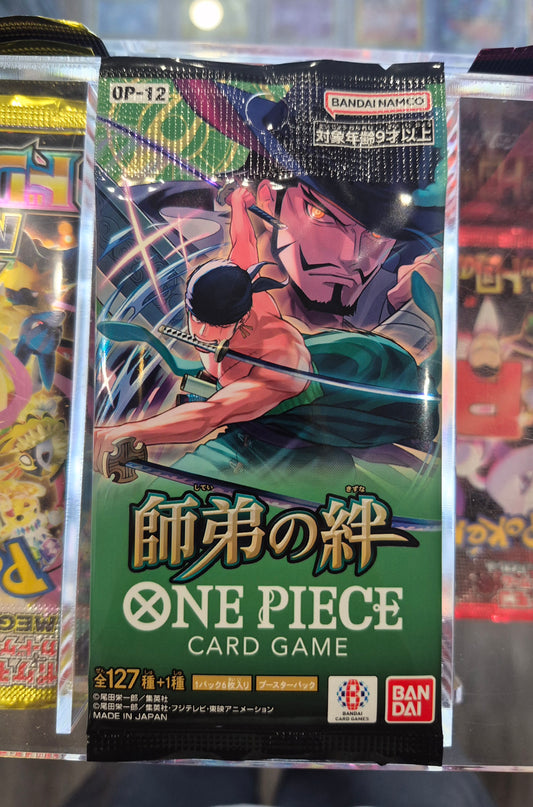 OP-12
BANDAI NAMCO
対象年齢9才以上
してい きずな
師弟の絆
ONE PIECE
CARD GAME
全127種+1種
1パック6枚入り ブースターパック
©尾田栄一郎/集英社
©尾田栄一郎/集英社・フジテレビ・東映アニメーション
MADE IN JAPAN
BANDAI
CARD GAMES
BAN
DAI